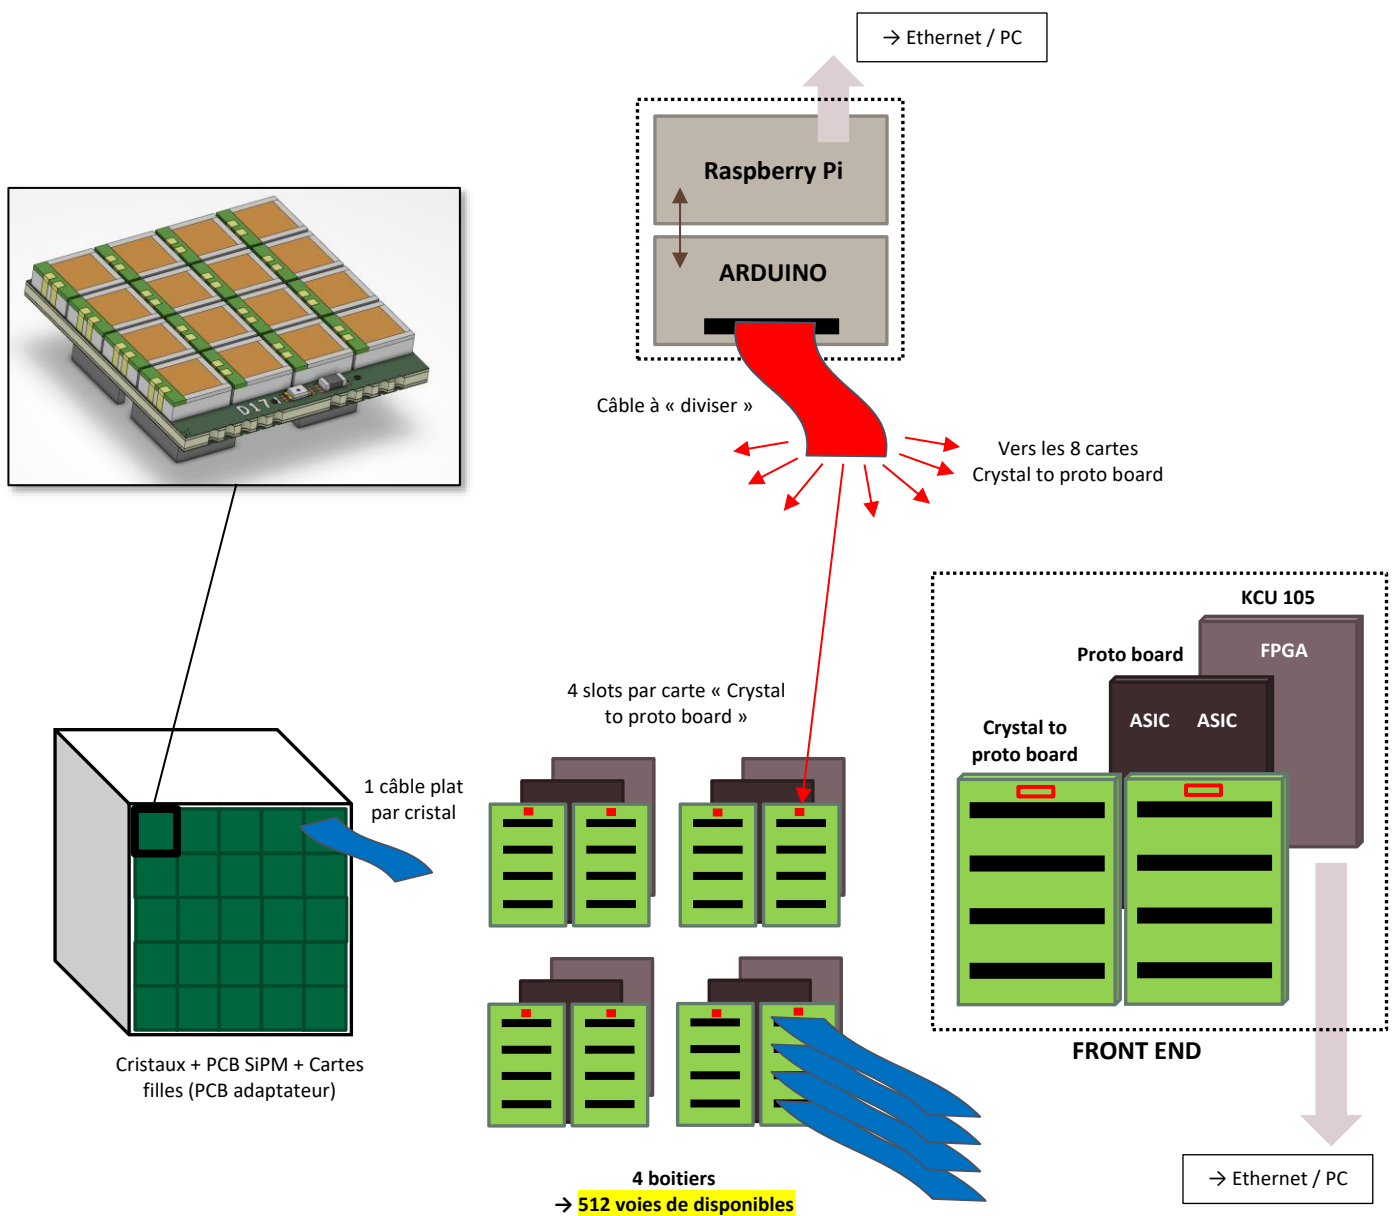 → Ethernet / PC
Raspberry Pi
ARDUINO
D17
Câble à « diviser »
Vers les 8 cartes
Crystal to proto board
KCU 105
FPGA
Proto board
ASIC ASIC
Crystal to
proto board
4 slots par carte « Crystal
to proto board »
1 câble plat
par cristal
FRONT END
Cristaux + PCB SiPM + Cartes
filles (PCB adaptateur)
4 boitiers
→ 512 voies de disponibles
→ Ethernet / PC